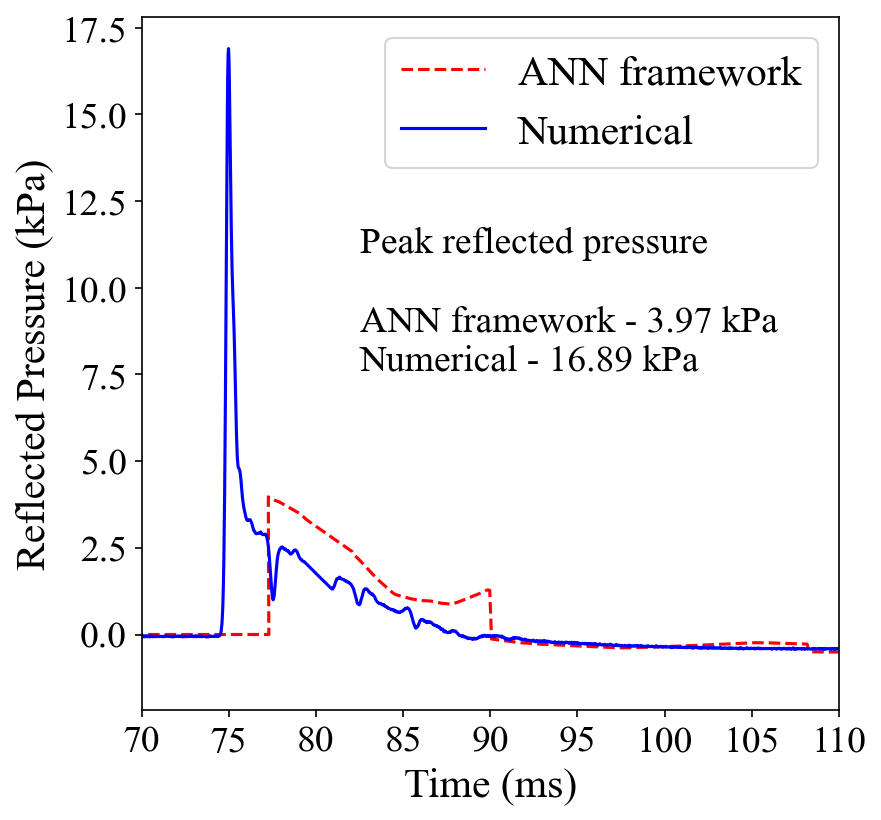 17.5
15.0
12.5
10.0
7.5
5.0
2.5
0.0
Reflected Pressure (kPa)
ANN framework
Numerical
Peak reflected pressure
ANN framework - 3.97 kPa
Numerical - 16.89 kPa
70 75 80 85 90 95 100 105 110
Time (ms)